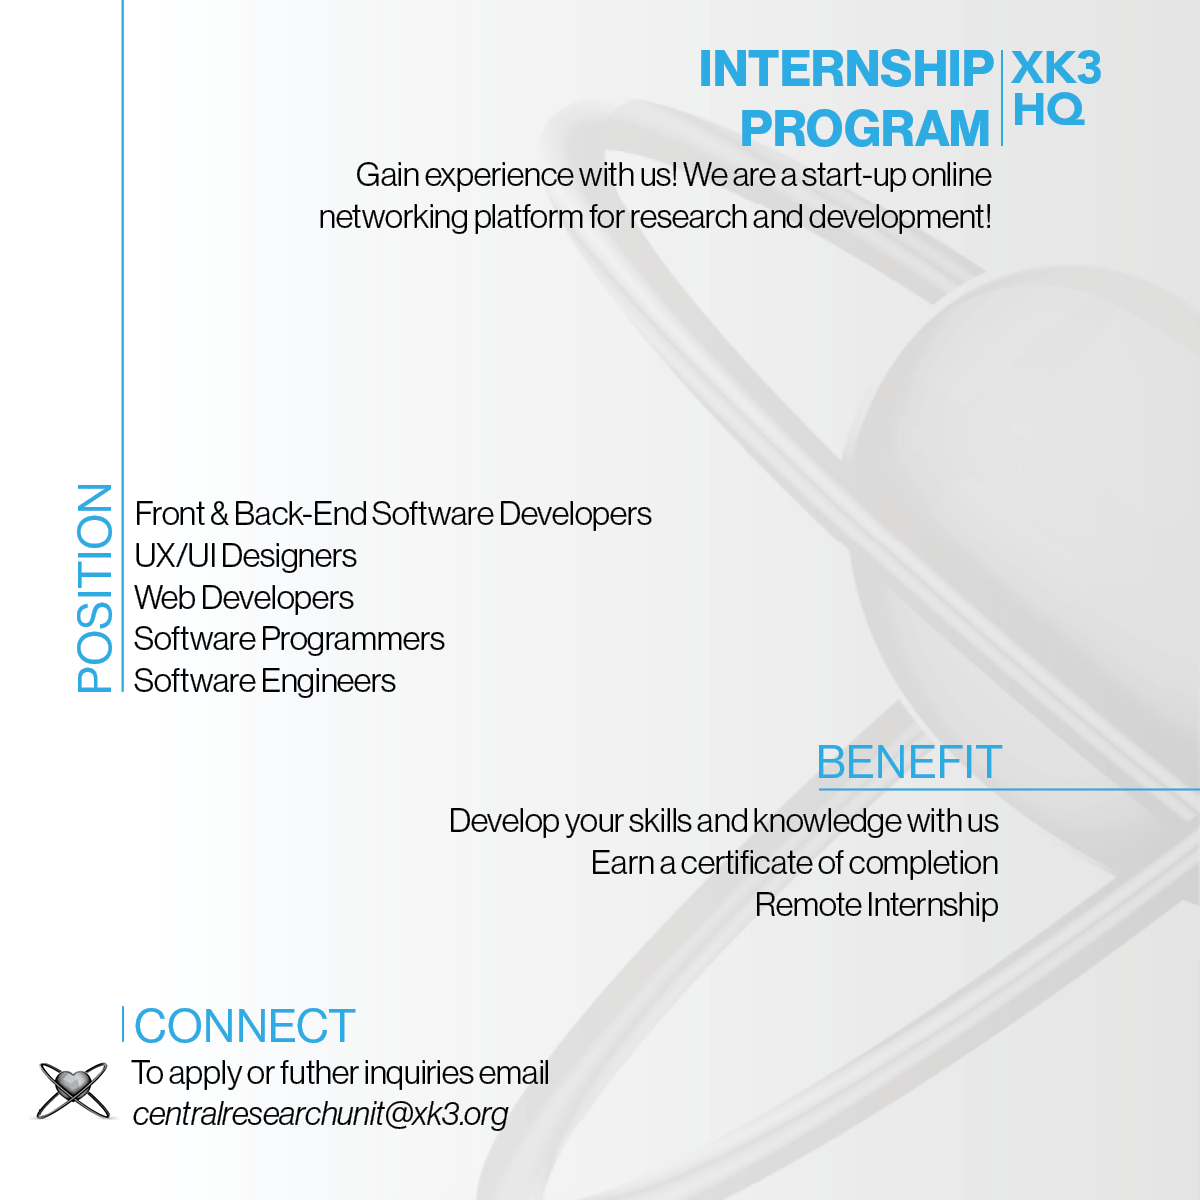 INTERNSHIP
PROGRAM
XK3
HQ
Gain experience with us! We are a start-up online
networking platform for research and development!
POSITION
Front & Back-End Software Developers
UX/UI Designers
Web Developers
Software Programmers
Software Engineers
BENEFIT
Develop your skills and knowledge with us
Earn a certificate of completion
Remote Internship
CONNECT
To apply or futher inquiries email
centralresearchunit@xk3.org